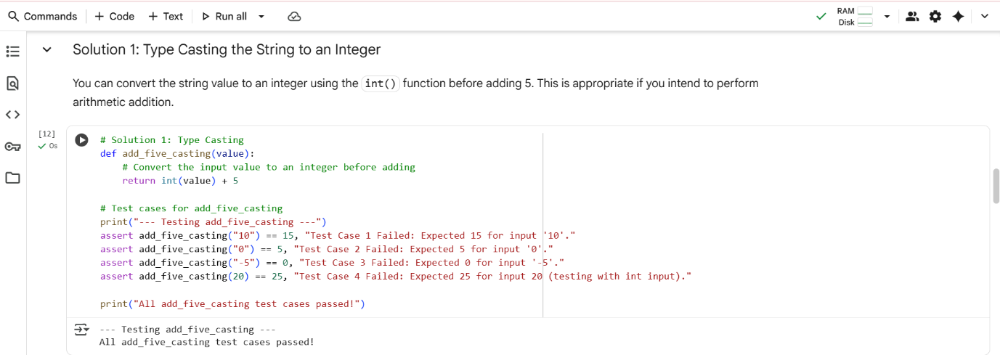 Commands + Code + Text Run all RAM
Disk
Solution 1: Type Casting the String to an Integer
You can convert the string value to an integer using the int() function before adding 5. This is appropriate if you intend to perform
arithmetic addition.
[12]
0s
# Solution 1: Type Casting
def add_five_casting(value):
    # Convert the input value to an integer before adding
    return int(value) + 5
# Test cases for add_five_casting
print("--- Testing add_five_casting ---")
assert add_five_casting("10") == 15, "Test Case 1 Failed: Expected 15 for input '10'."
assert add_five_casting("0") == 5, "Test Case 2 Failed: Expected 5 for input '0'."
assert add_five_casting("-5") == 0, "Test Case 3 Failed: Expected 0 for input '-5'."
assert add_five_casting(20) == 25, "Test Case 4 Failed: Expected 25 for input 20 (testing with int input)."
print("All add_five_casting test cases passed!")
--- Testing add_five_casting ---
All add_five_casting test cases passed!